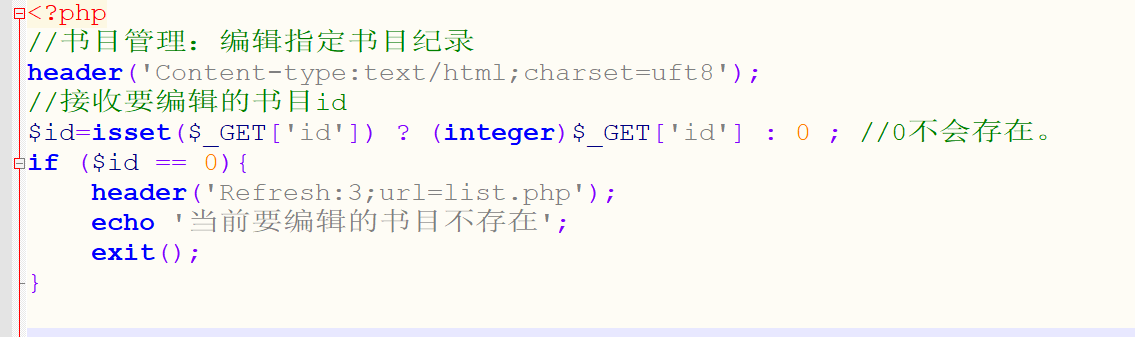 <?php
//书目管理：编辑指定书目纪录
header('Content-type:text/html;charset=uft8');
//接收要编辑的书目id
$id=isset($_GET['id']) ? (integer)$_GET['id'] : 0 ; //0不会存在。
if ($id == 0){
    header('Refresh:3;url=list.php');
    echo '当前要编辑的书目不存在';
    exit();
}